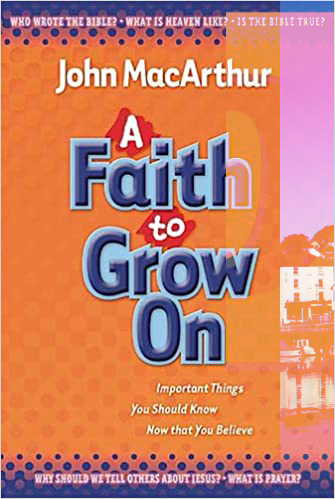 WHO WROTE THE BIBLE? • WHAT IS HEAVEN LIKE? • IS THE BIBLE TRUE?
John MacArthur
A
Faith
to
Grow
On
Important Things
You Should Know
Now that You Believe
WHY SHOULD WE TELL OTHERS ABOUT JESUS? • WHAT IS PRAYER?